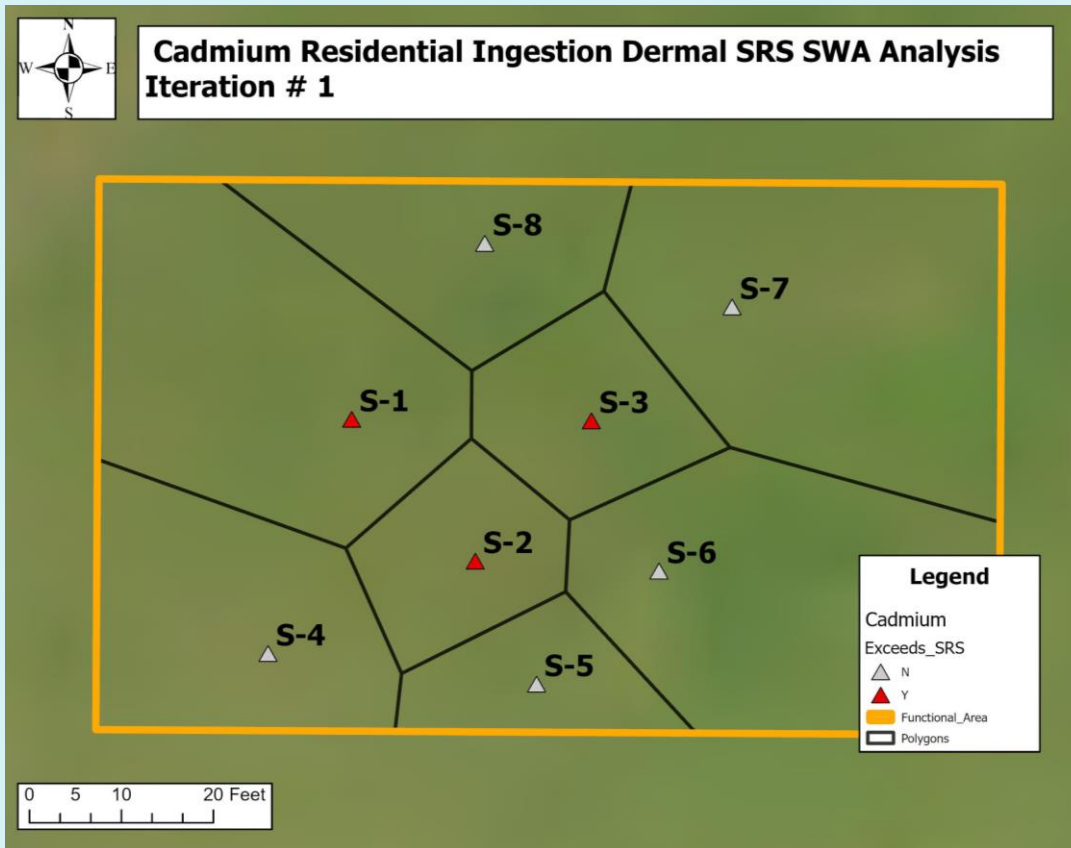 N
W E
S
Cadmium Residential Ingestion Dermal SRS SWA Analysis
Iteration # 1
S-8
S-7
S-1
S-3
S-2
S-6
S-4
S-5
Legend
Cadmium
Exceeds_SRS
N
Y
Functional_Area
Polygons
0 5 10 20 Feet